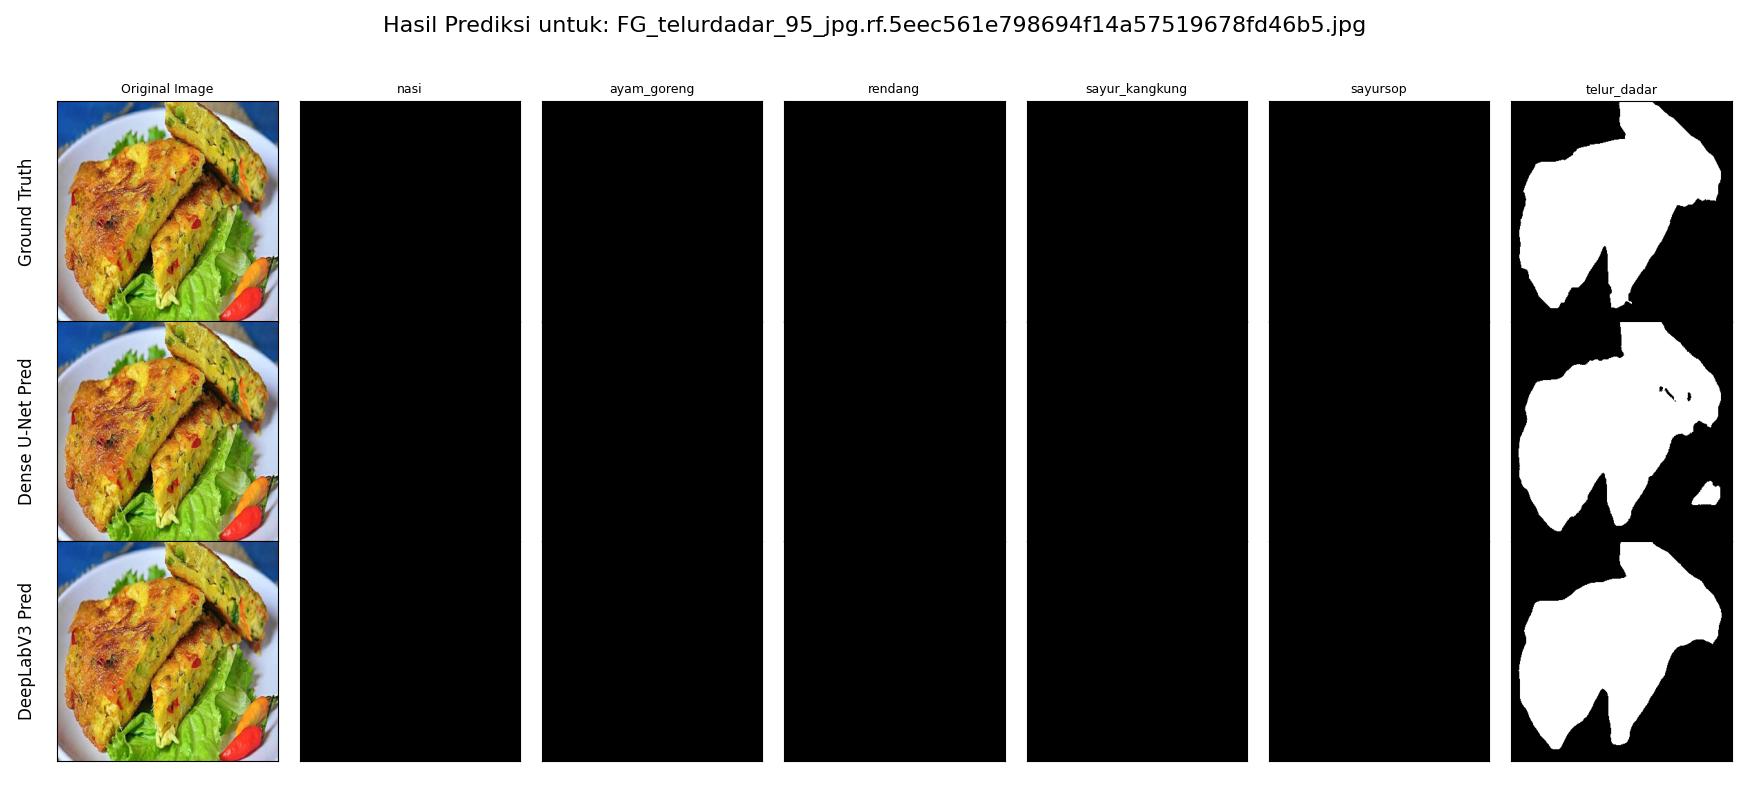 Hasil Prediksi untuk: FG_telurdadar_95_jpg.rf.5eec561e798694f14a57519678fd46b5.jpg
Original Image nasi ayam_goreng rendang sayur_kangkung sayursop telur_dadar
Ground Truth
Dense U-Net Pred
DeepLabV3 Pred